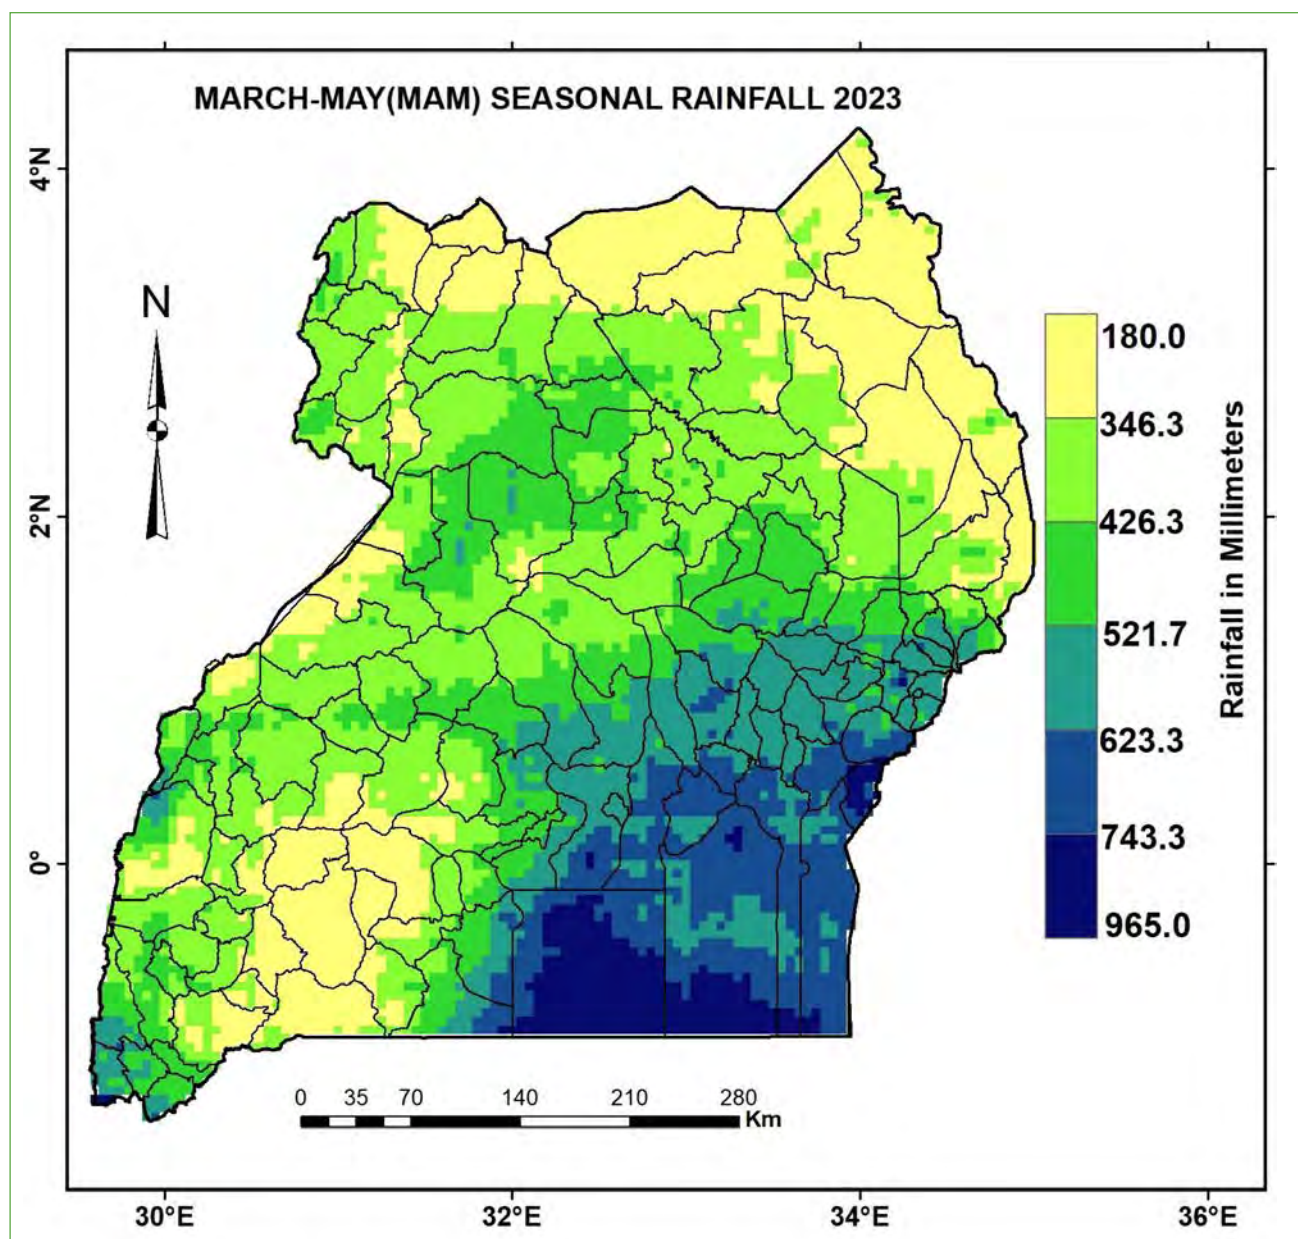 MARCH-MAY(MAM) SEASONAL RAINFALL 2023
4°N
N
180.0
346.3
426.3
2°N
521.7
Rainfall in Millimeters
623.3
743.3
0°
965.0
0 35 70 140 210 280
Km
30°E 32°E 34°E 36°E